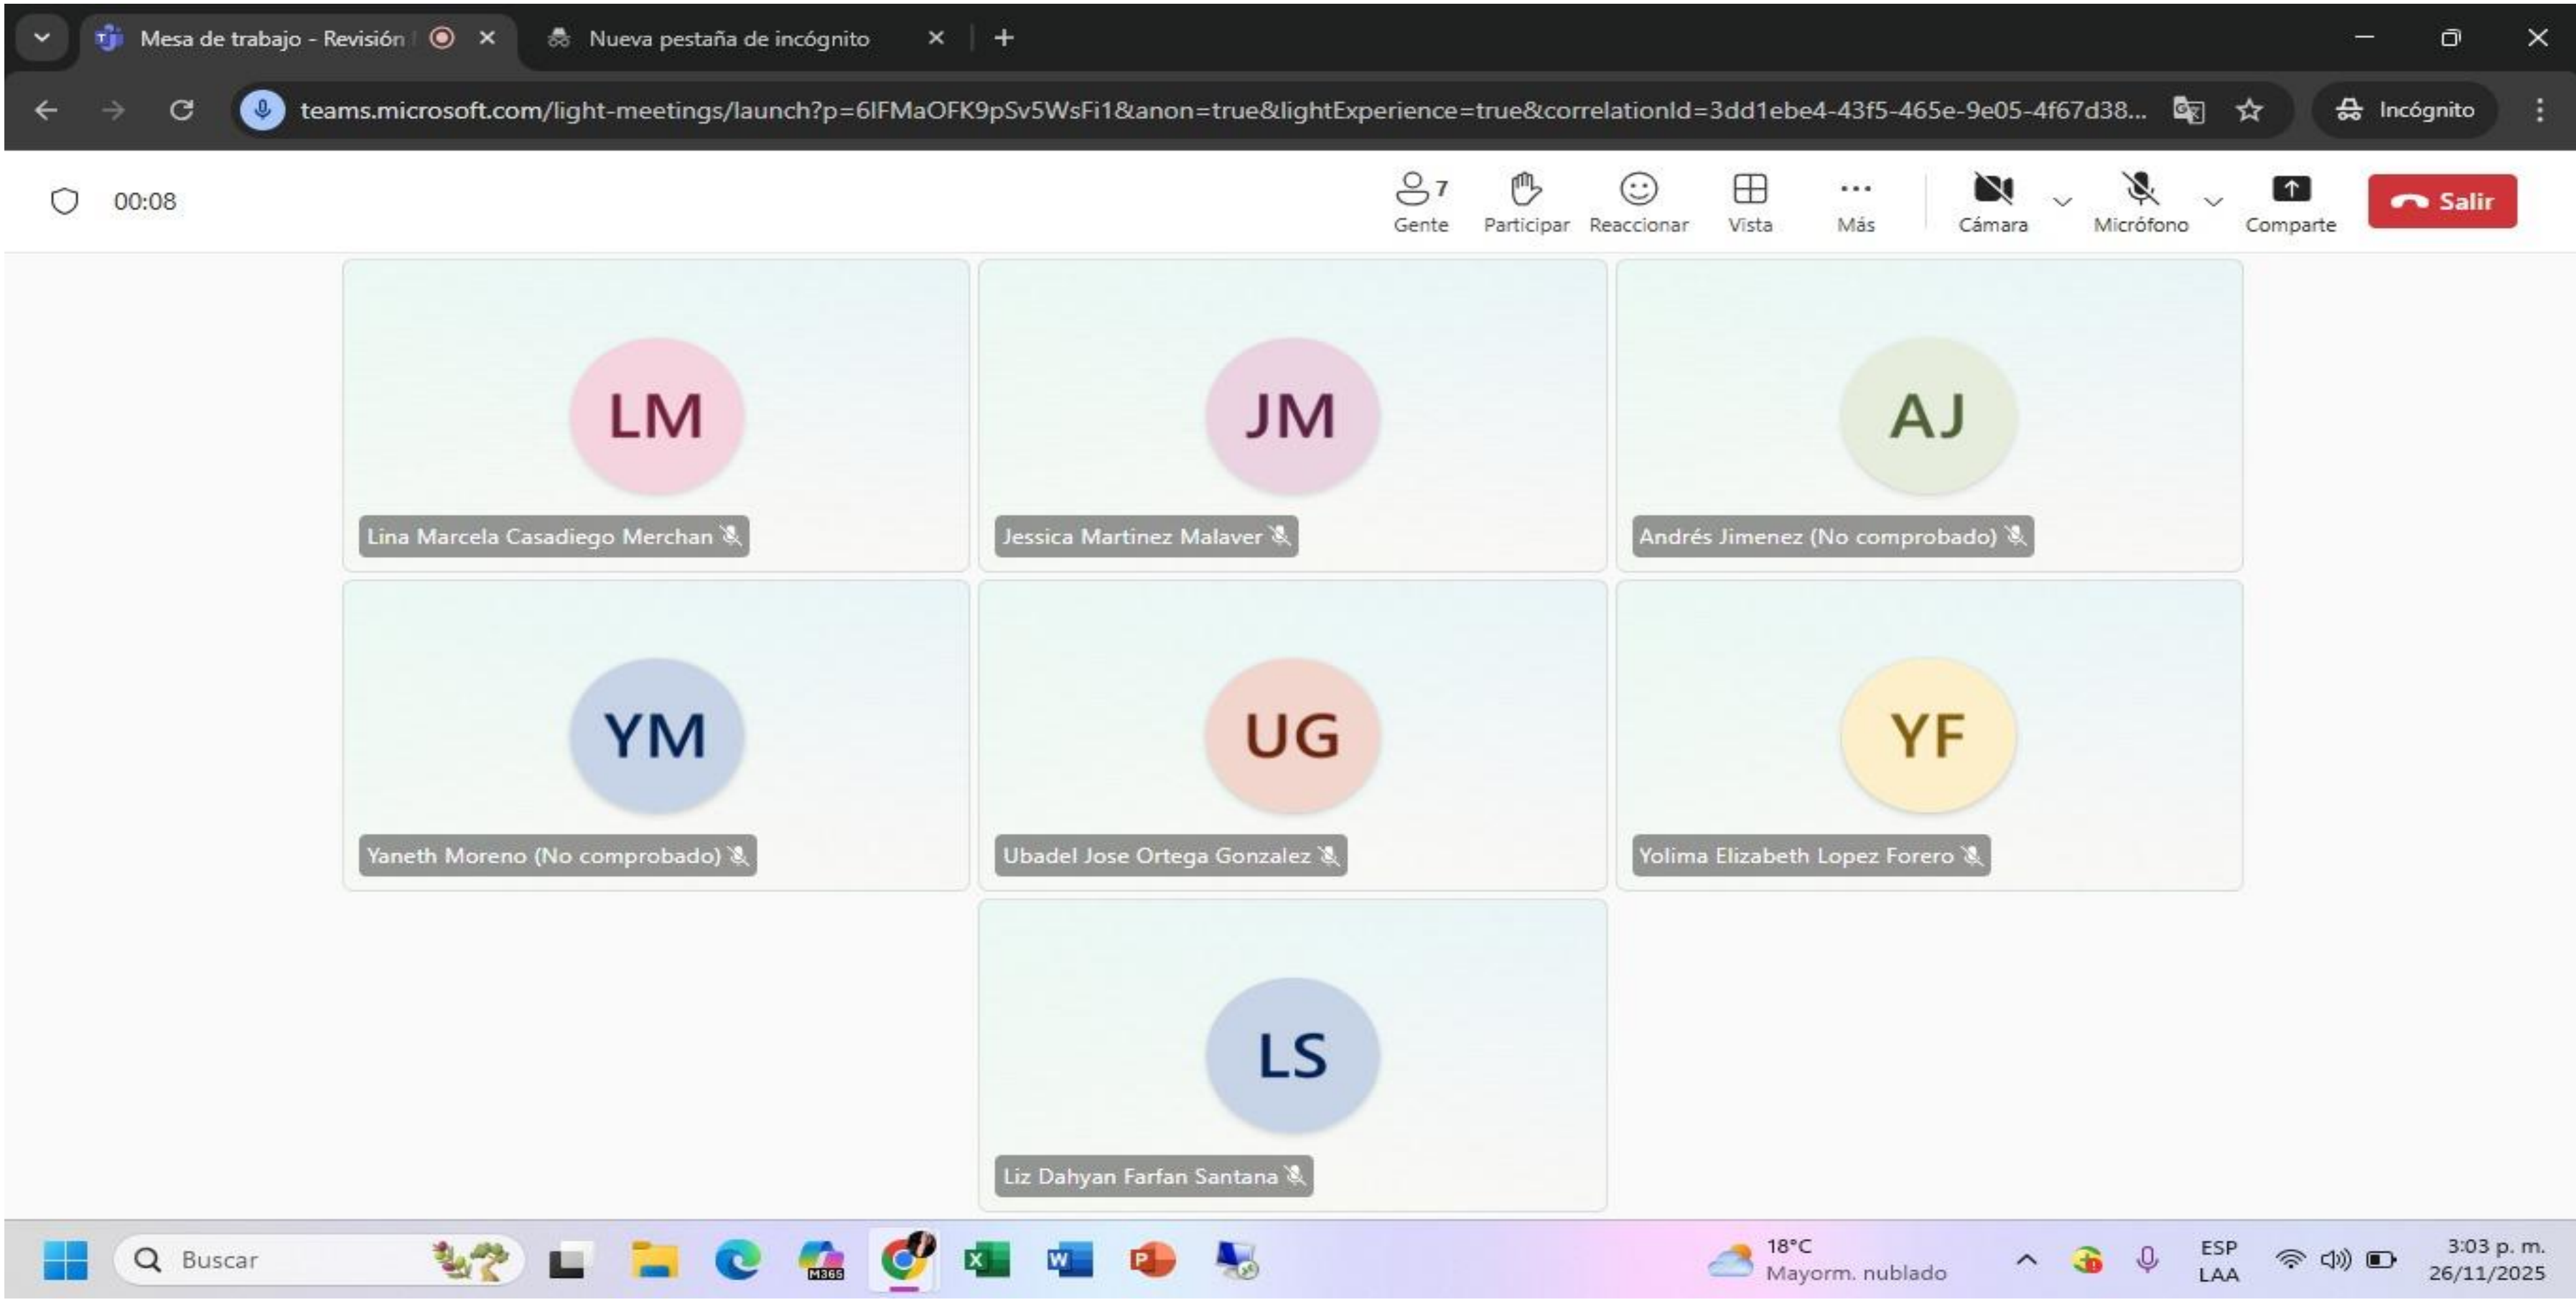 Mesa de trabajo - Revisión
Nueva pestaña de incógnito
teams.microsoft.com/light-meetings/launch?p=6lFMaOFK9pSv5WsFi1&anon=true&lightExperience=true&correlationId=3dd1ebe4-43f5-465e-9e05-4f67d38...
Incógnito
00:08
7
Gente
Participar
Reaccionar
Vista
Más
Cámara
Micrófono
Comparte
Salir
LM
Lina Marcela Casadiego Merchan
JM
Jessica Martinez Malaver
AJ
Andrés Jimenez (No comprobado)
YM
Yaneth Moreno (No comprobado)
UG
Ubadel Jose Ortega Gonzalez
YF
Yolima Elizabeth Lopez Forero
LS
Liz Dahyan Farfan Santana
Buscar
M365
18°C
Mayorm. nublado
ESP
LAA
3:03 p. m.
26/11/2025